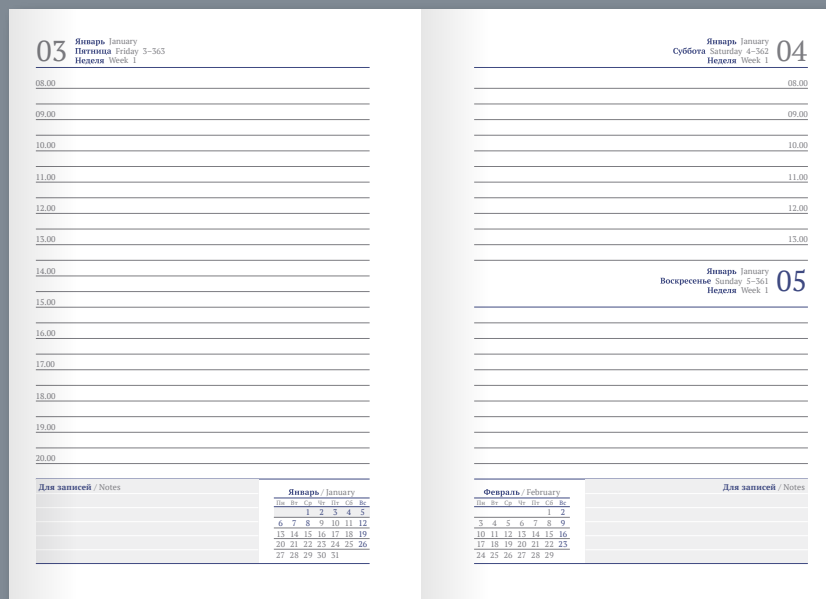 03
Январь January
Пятница Friday 3–363
Неделя Week 1
08.00
09.00
10.00
11.00
12.00
13.00
14.00
15.00
16.00
17.00
18.00
19.00
20.00
Для записей / Notes
Январь / January
Пн Вт Ср Чт Пт Сб Вс
1 2 3 4 5
6 7 8 9 10 11 12
13 14 15 16 17 18 19
20 21 22 23 24 25 26
27 28 29 30 31
04
Январь January
Суббота Saturday 4–362
Неделя Week 1
08.00
09.00
10.00
11.00
12.00
13.00
05
Январь January
Воскресенье Sunday 5–361
Неделя Week 1
Февраль / February
Пн Вт Ср Чт Пт Сб Вс
1 2
3 4 5 6 7 8 9
10 11 12 13 14 15 16
17 18 19 20 21 22 23
24 25 26 27 28 29
Для записей / Notes